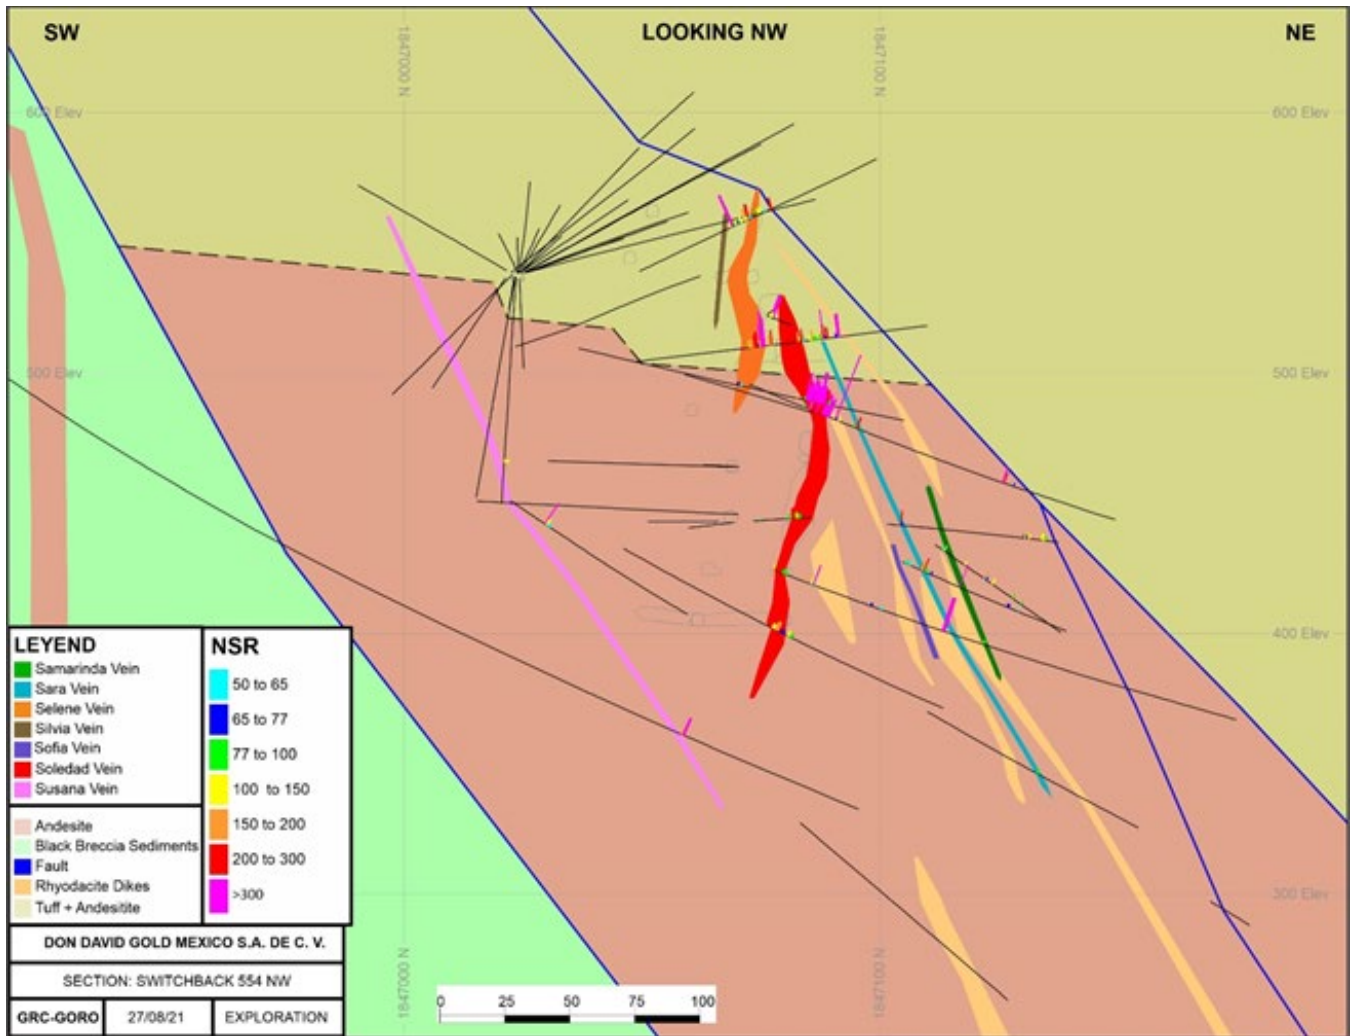 SW
LOOKING NW
NE
1847000 N
1847100 N
600 Elev
600 Elev
500 Elev
500 Elev
400 Elev
300 Elev
LEYEND
Samarinda Vein
Sara Vein
Selene Vein
Silvia Vein
Sofia Vein
Soledad Vein
Susana Vein
Andesite
Black Breccia Sediments
Fault
Rhyodacite Dikes
Tuff + Andesitite
NSR
50 to 65
65 to 77
77 to 100
100 to 150
150 to 200
200 to 300
>300
DON DAVID GOLD MEXICO S.A. DE C. V.
SECTION: SWITCHBACK 554 NW
GRC-GORO 27/08/21 EXPLORATION
1847000 N
1847100 N
0 25 50 75 100